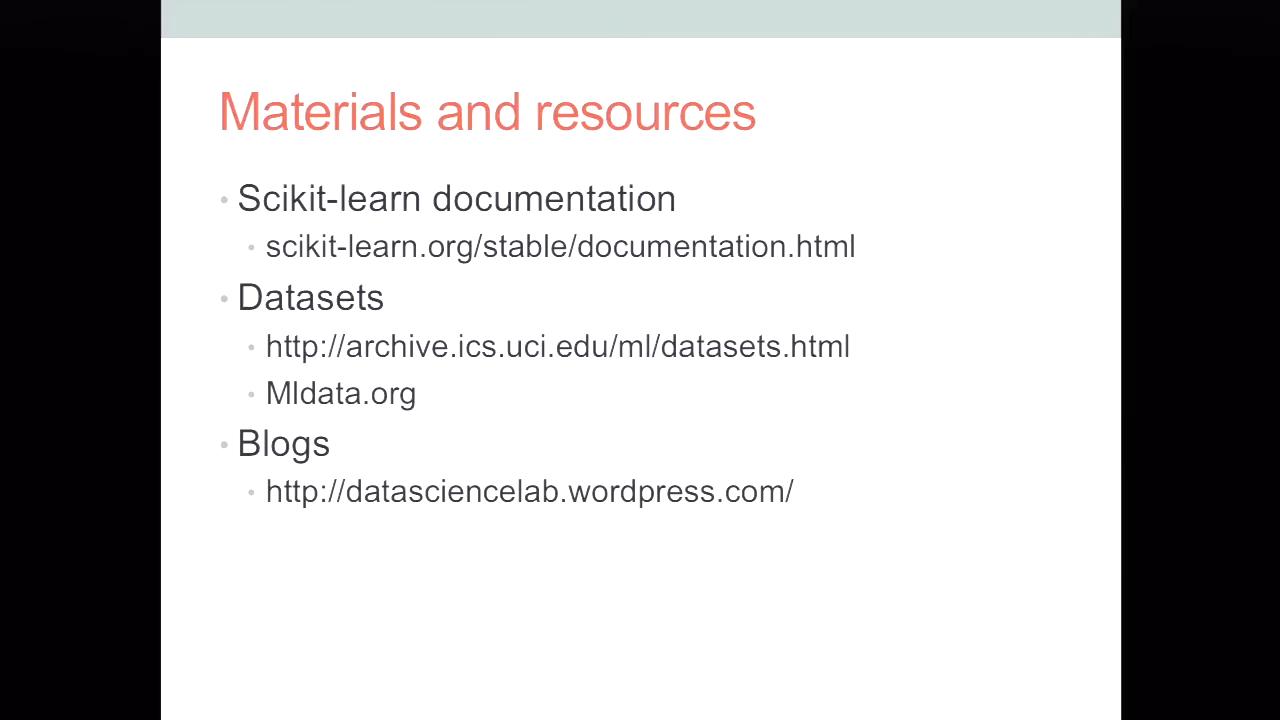 Materials and resources
• Scikit-learn documentation
• scikit-learn.org/stable/documentation.html
• Datasets
• http://archive.ics.uci.edu/ml/datasets.html
• Mldata.org
• Blogs
• http://datasciencelab.wordpress.com/